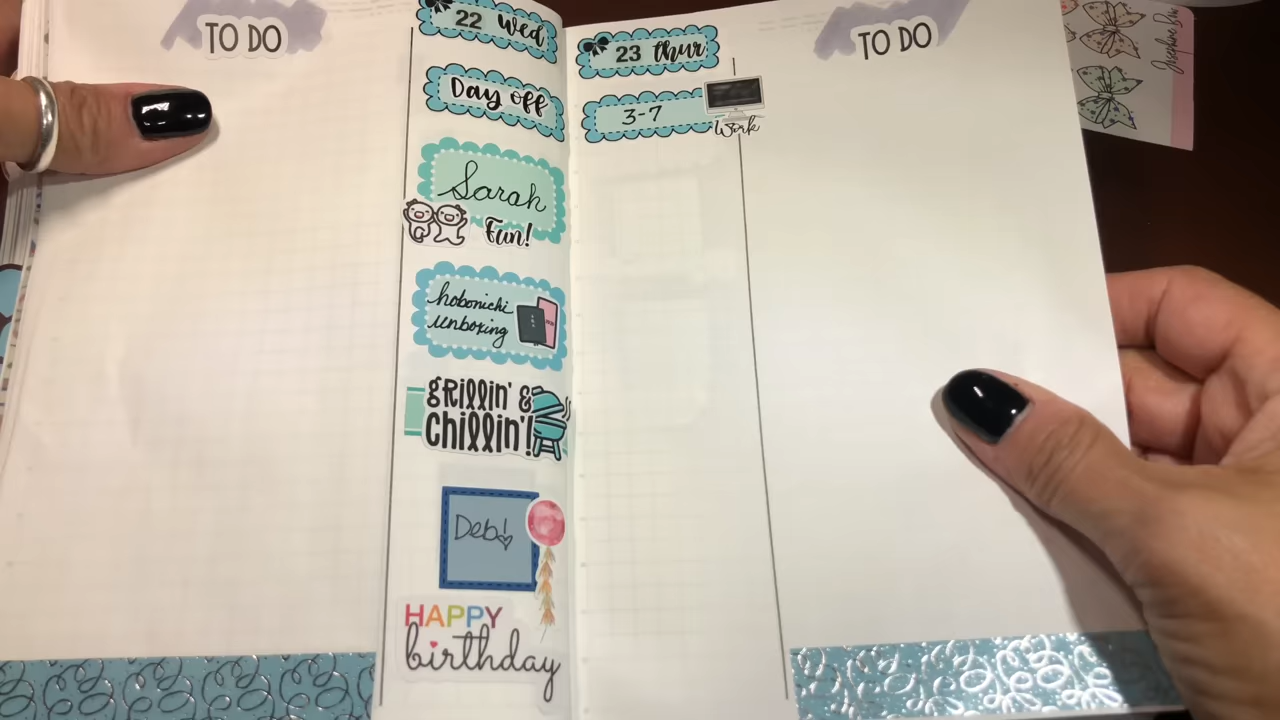 TO DO
22 Wed
Day off
Sarah
Fun!
hobonichi
unboxing
gRillin' &
Chillin'!
Deb!
HAPPY
birthday
23 thur
3-7
Work
TO DO